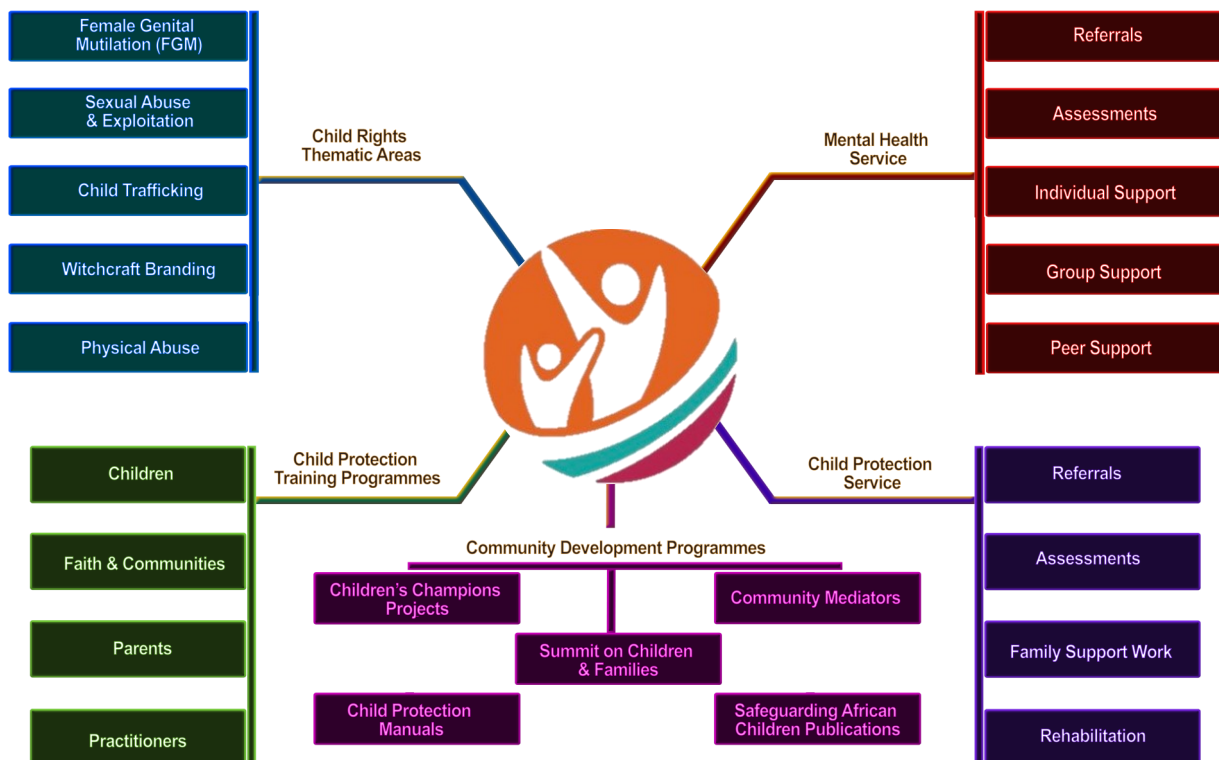 Female Genital
Mutilation (FGM)
Sexual Abuse
& Exploitation
Child Trafficking
Witchcraft Branding
Physical Abuse
Child Rights
Thematic Areas
Mental Health
Service
Referrals
Assessments
Individual Support
Group Support
Peer Support
Children
Faith & Communities
Parents
Practitioners
Child Protection
Training Programmes
Community Development Programmes
Children’s Champions
Projects
Community Mediators
Summit on Children
& Families
Child Protection
Manuals
Safeguarding African
Children Publications
Child Protection
Service
Referrals
Assessments
Family Support Work
Rehabilitation